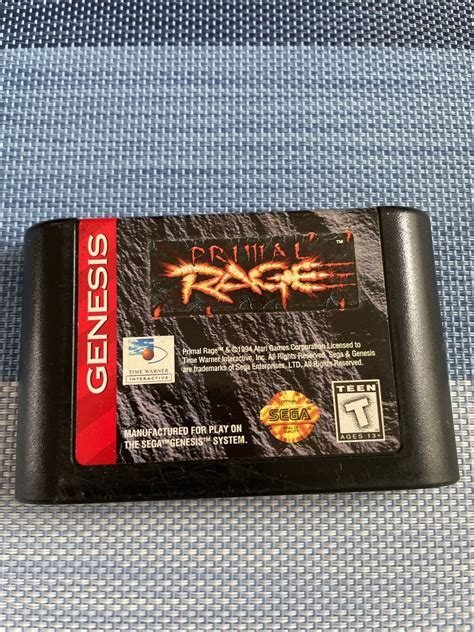 GENESIS
PRIMAL
RAGE
™
Primal Rage™ & ©1994 Atari Games Corporation Licensed to
Time Warner Interactive, Inc. All Rights Reserved. Sega & Genesis
are trademarks of Sega Enterprises, LTD. All Rights Reserved.
TIME WARNER
INTERACTIVE
MANUFACTURED FOR PLAY ON
THE SEGA™ GENESIS™ SYSTEM.
SEGA
TEEN
T
AGES 13+